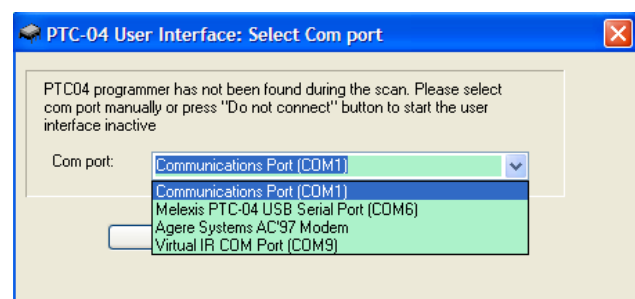 PTC-04 User Interface: Select Com port
PTC04 programmer has not been found during the scan. Please select
com port manually or press "Do not connect" button to start the user
interface inactive
Com port:
Communications Port (COM1)
Communications Port (COM1)
Melexis PTC-04 USB Serial Port (COM6)
Agere Systems AC'97 Modem
Virtual IR COM Port (COM9)